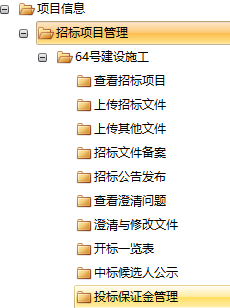 项目信息
招标项目管理
64号建设施工
查看招标项目
上传招标文件
上传其他文件
招标文件备案
招标公告发布
查看澄清问题
澄清与修改文件
开标一览表
中标候选人公示
投标保证金管理